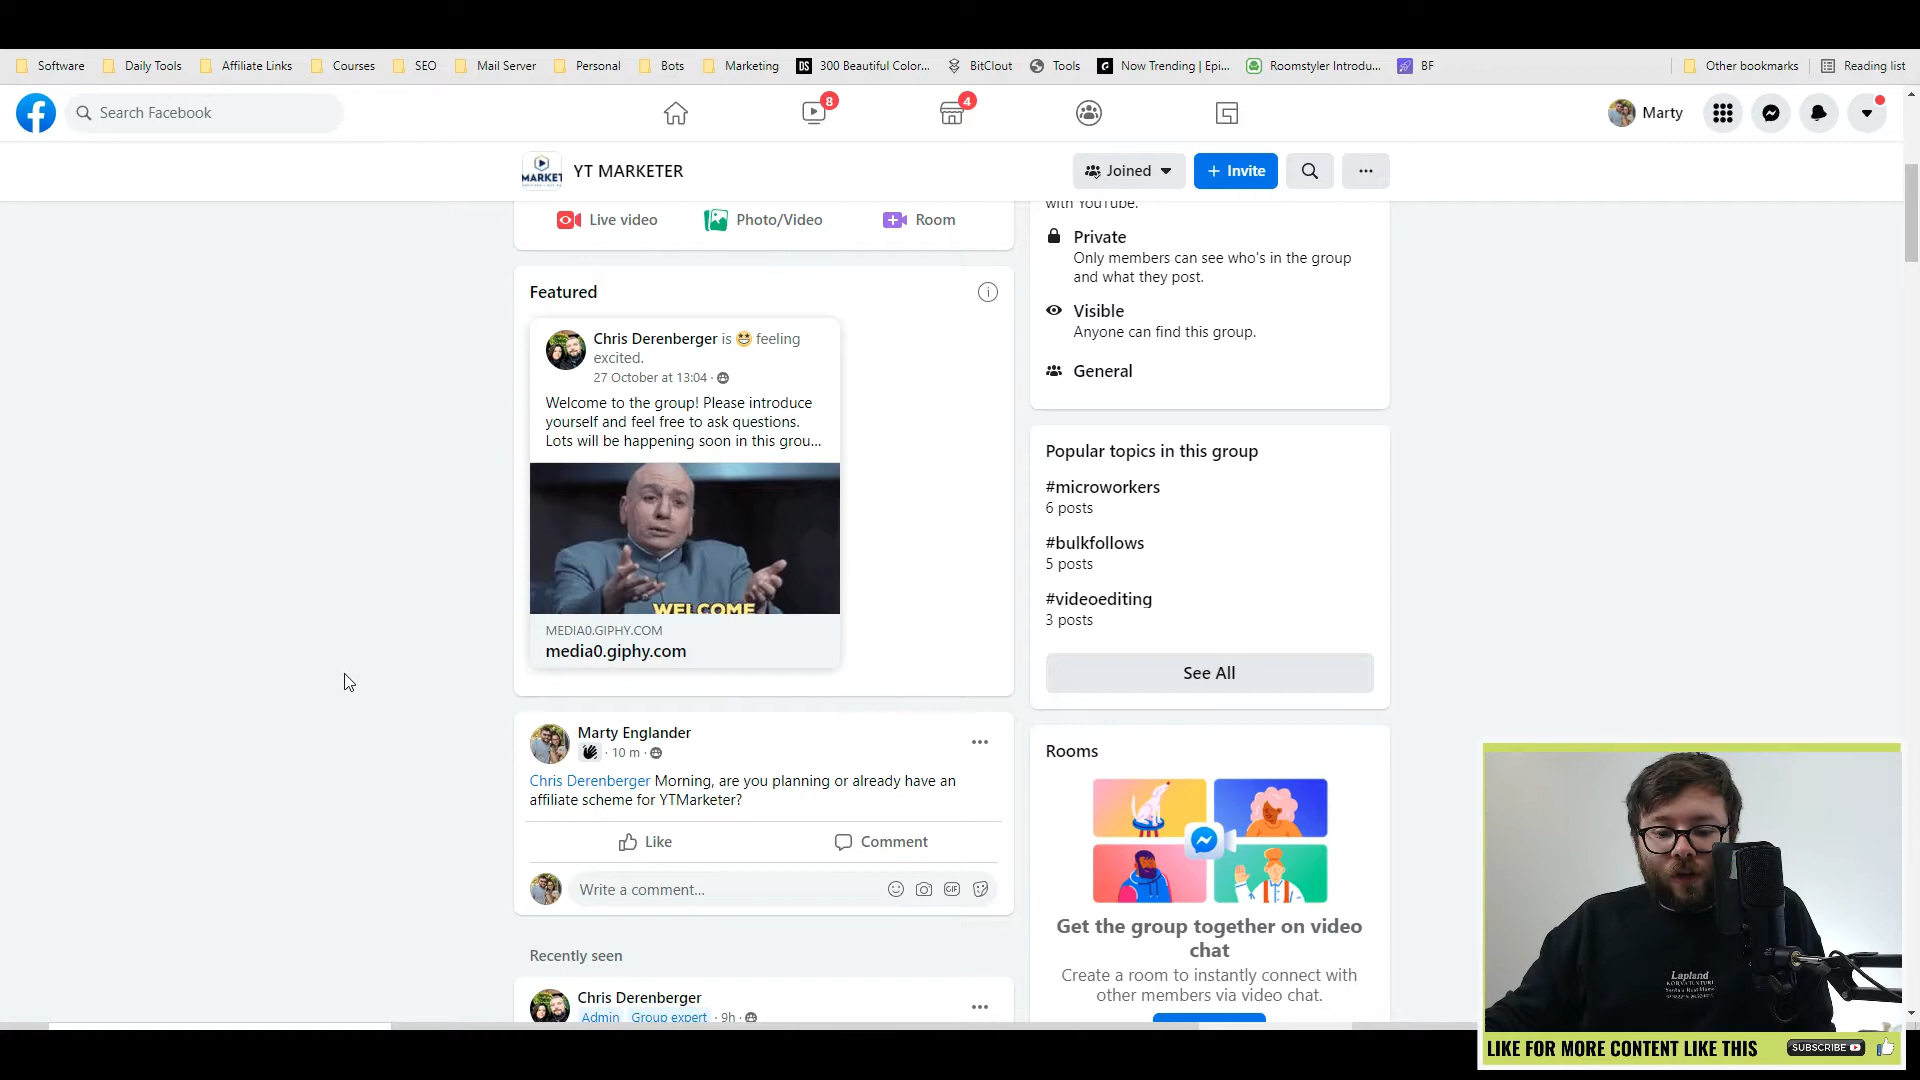 Software Daily Tools Affiliate Links Courses SEO Mail Server Personal Bots Marketing DS 300 Beautiful Color... BitClout Tools Now Trending | Epi... Roomstyler Introdu... BF Other bookmarks Reading list
Search Facebook 8 4 Marty
MARKET YT MARKETER Joined + Invite ...
Live video Photo/Video Room
Featured
Chris Derenberger is feeling
excited.
27 October at 13:04 ·
Welcome to the group! Please introduce
yourself and feel free to ask questions.
Lots will be happening soon in this grou...
WELCOME
MEDIA0.GIPHY.COM
media0.giphy.com
Marty Englander
· 10 m ·
Chris Derenberger Morning, are you planning or already have an
affiliate scheme for YTMarketer?
Like Comment
Write a comment... GIF
Recently seen
Chris Derenberger
Admin Group expert · 9h ·
with YouTube.
Private
Only members can see who's in the group
and what they post.
Visible
Anyone can find this group.
General
Popular topics in this group
#microworkers
6 posts
#bulkfollows
5 posts
#videoediting
3 posts
See All
Rooms
Get the group together on video
chat
Create a room to instantly connect with
other members via video chat.
Lapland
LIKE FOR MORE CONTENT LIKE THIS SUBSCRIBE